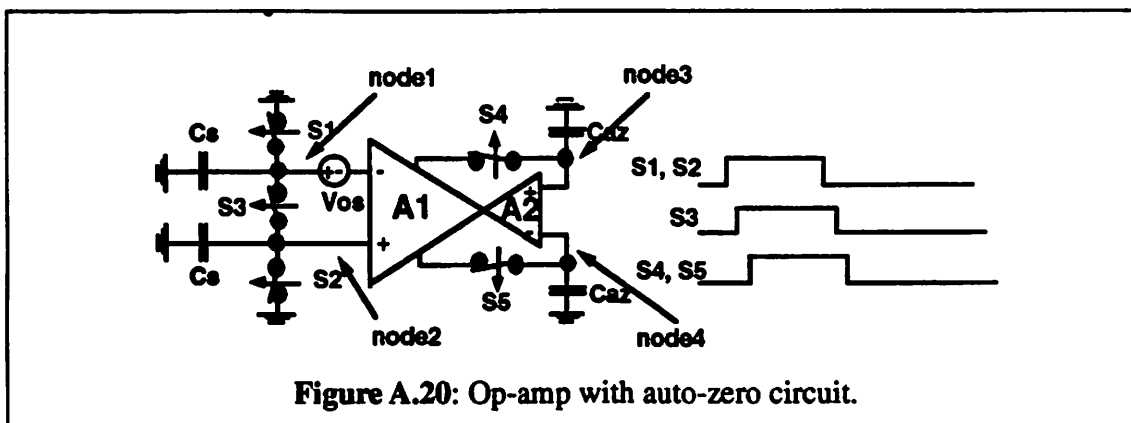 node1
node3
Cs
S1
S4
Caz
+-
-
Vos
S3
A1
A2
+
-
+
Cs
S2
S5
Caz
node2
node4
S1, S2
S3
S4, S5
Figure A.20: Op-amp with auto-zero circuit.